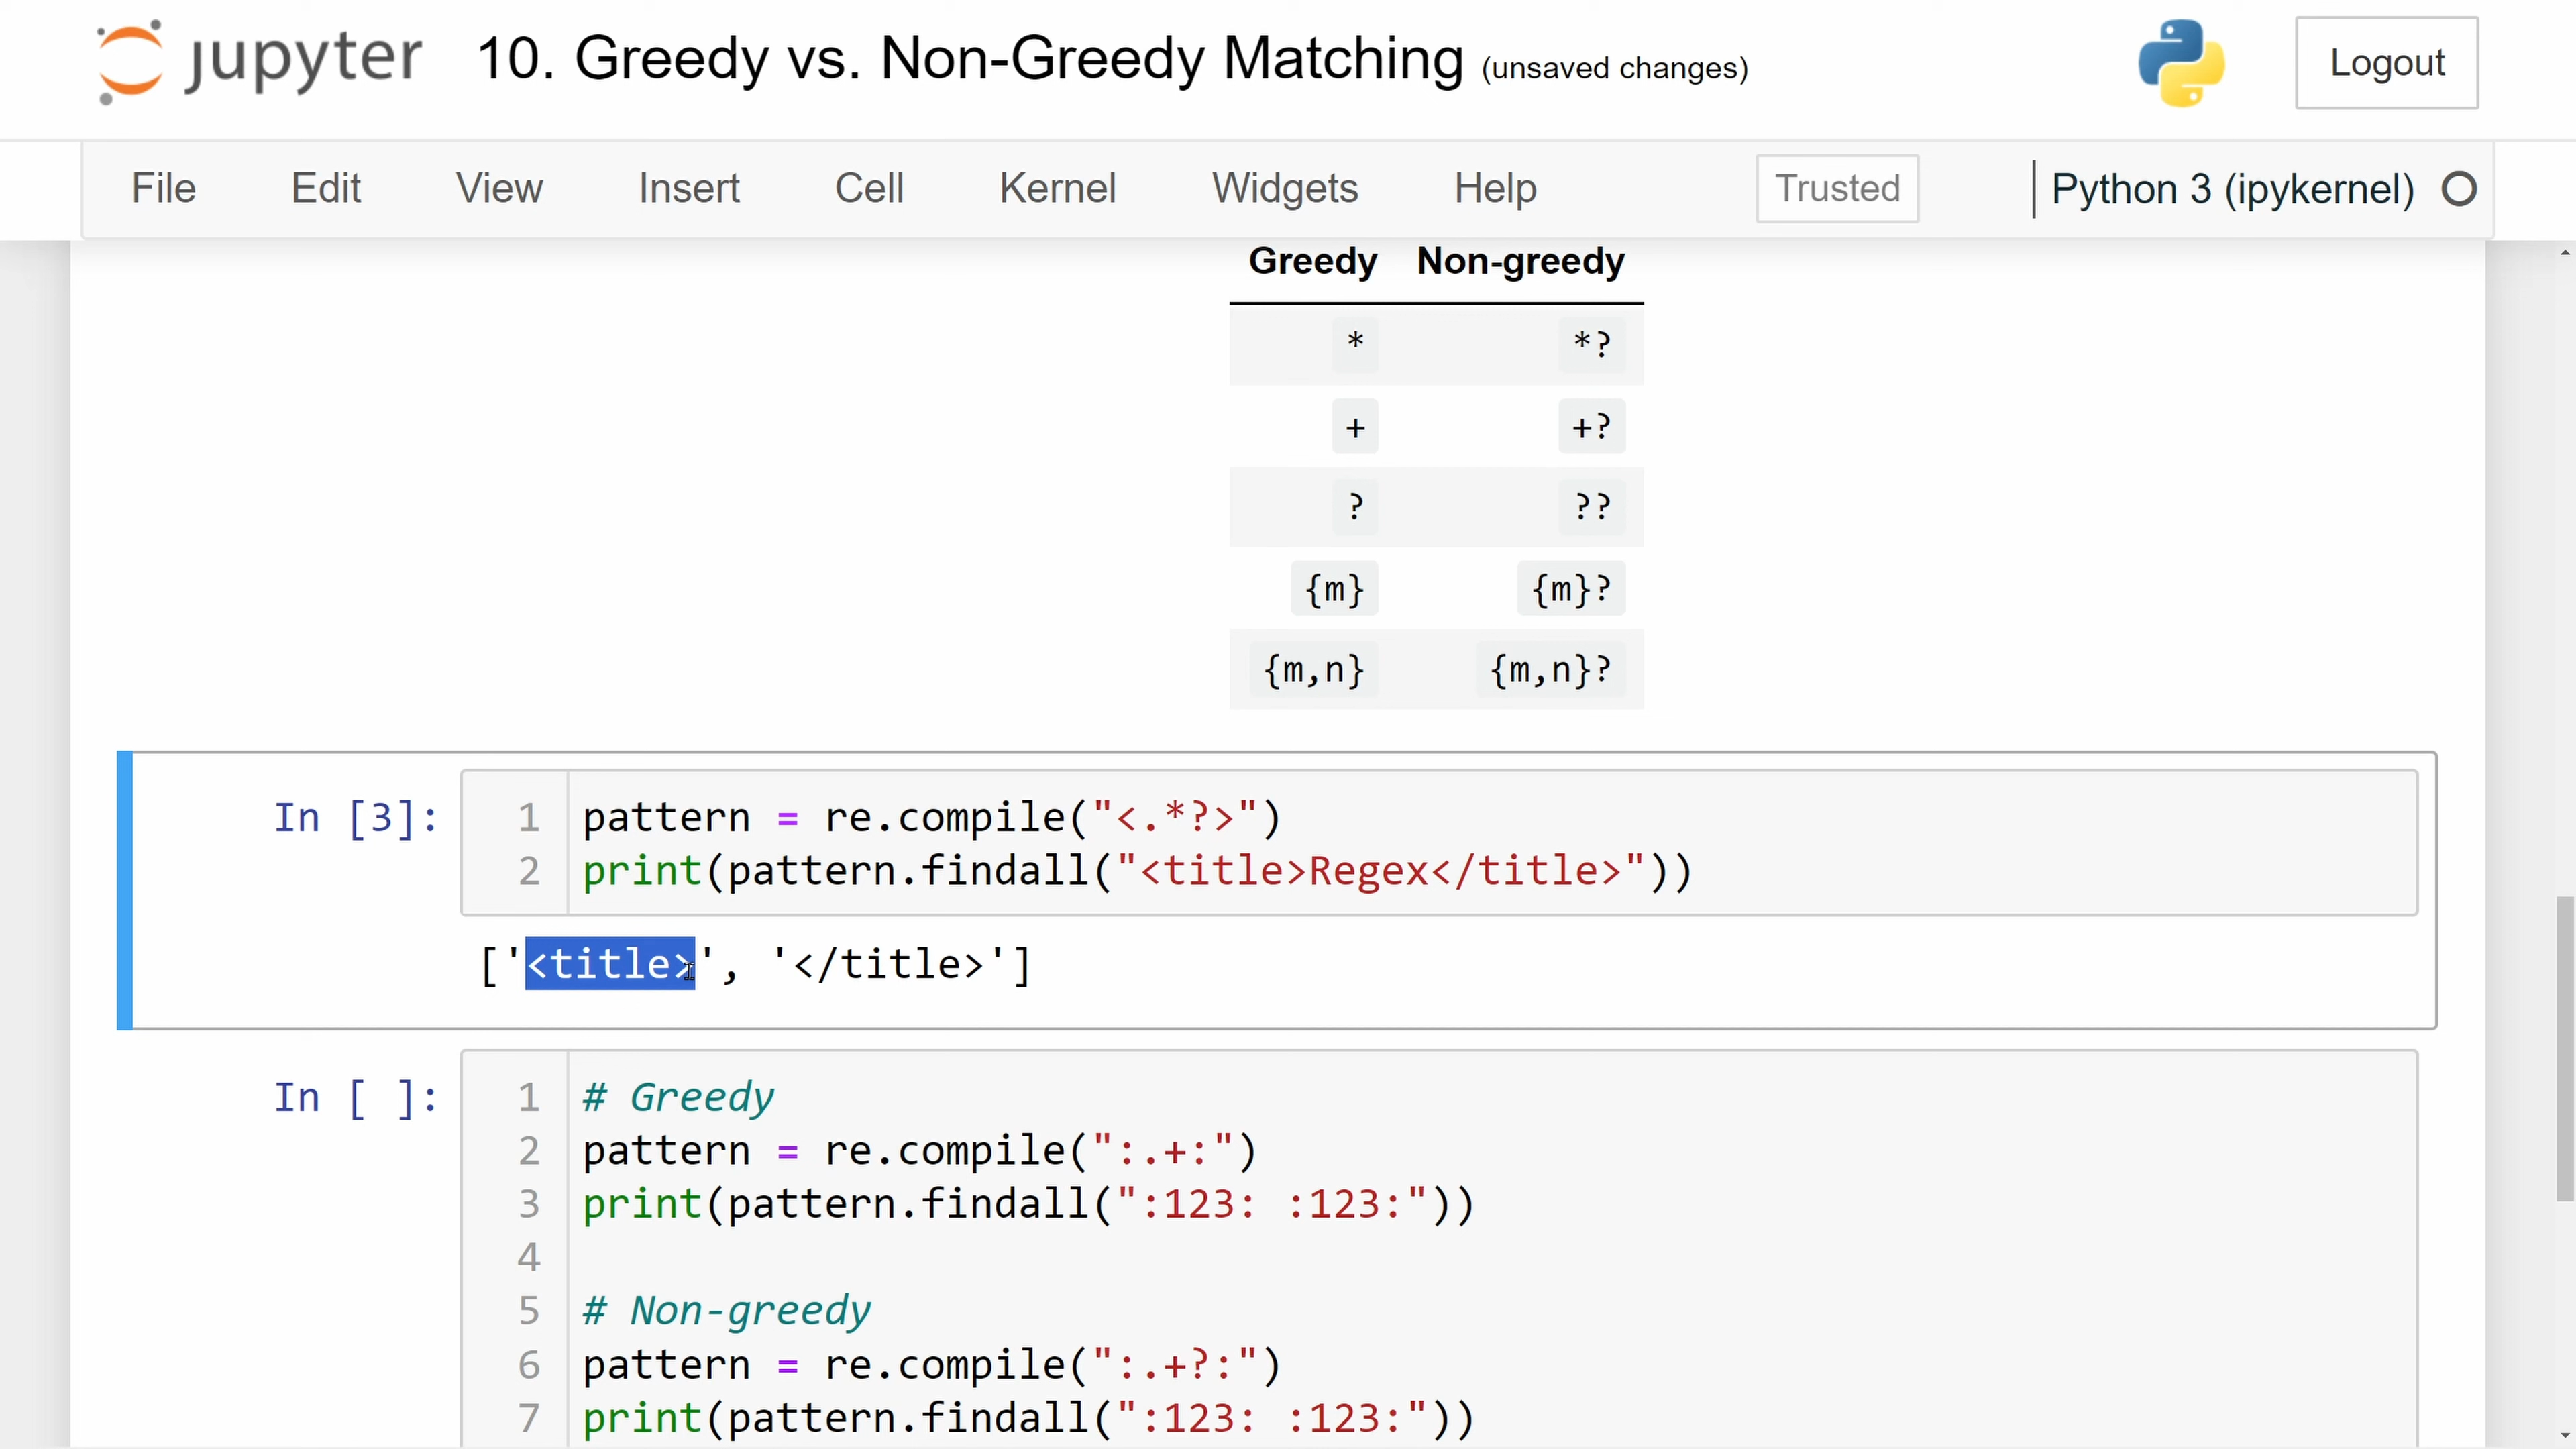 jupyter 10. Greedy vs. Non-Greedy Matching (unsaved changes) Logout
File Edit View Insert Cell Kernel Widgets Help Trusted Python 3 (ipykernel)
Greedy Non-greedy
* *?
+ +?
? ??
{m} {m}?
{m,n} {m,n}?
In [3]: 1 pattern = re.compile("<.*?>")
2 print(pattern.findall("<title>Regex</title>"))
['<title>', '</title>']
In [ ]: 1 # Greedy
2 pattern = re.compile(":.+:")
3 print(pattern.findall(":123: :123:"))
4
5 # Non-greedy
6 pattern = re.compile(":.+?:")
7 print(pattern.findall(":123: :123:"))